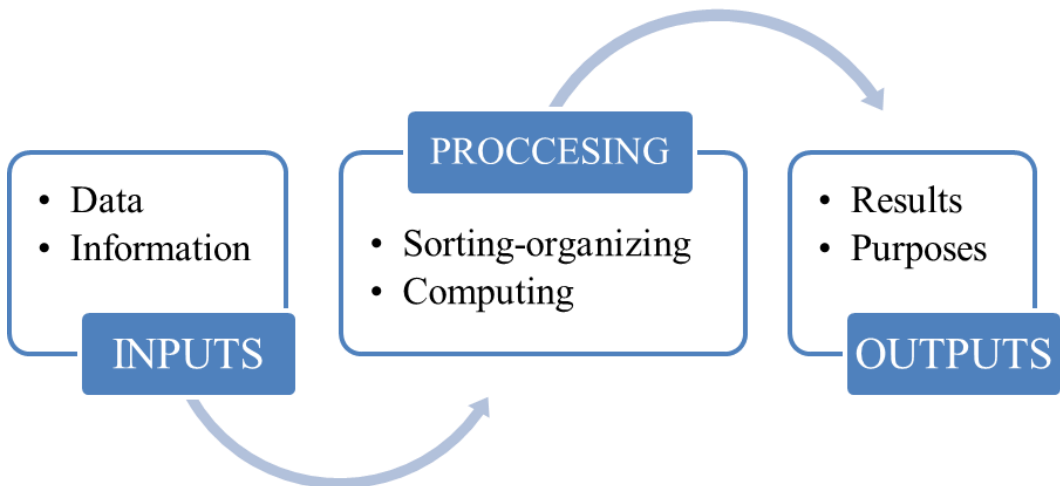 • Data
• Information
INPUTS
PROCCESING
• Sorting-organizing
• Computing
• Results
• Purposes
OUTPUTS